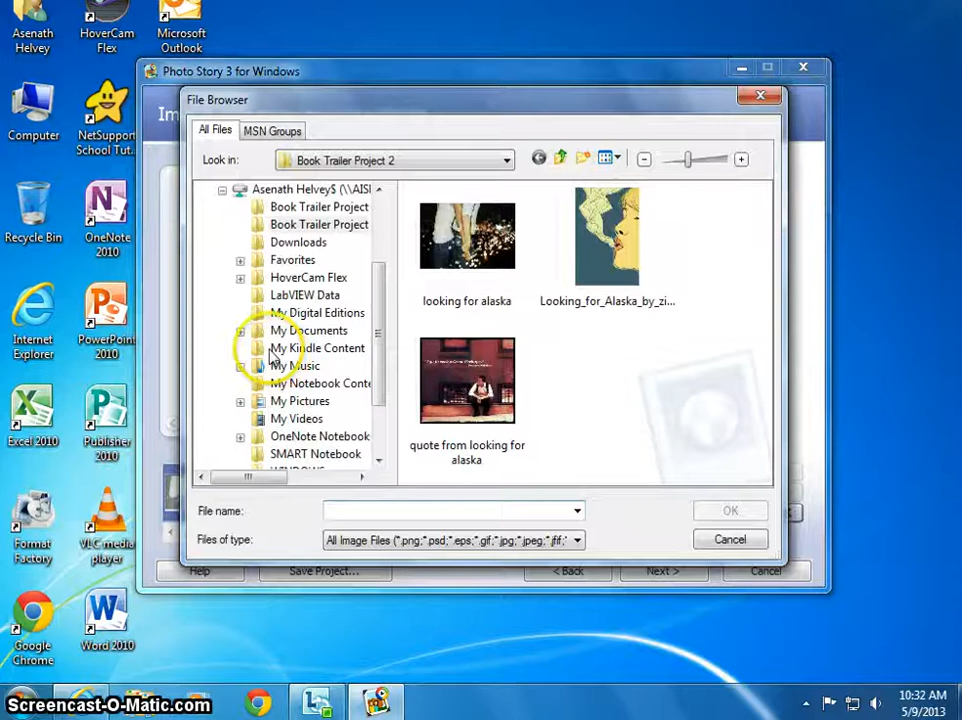 Asenath
Helvey
HoverCam
Flex
Microsoft
Outlook
Photo Story 3 for Windows
File Browser
Im
All Files
MSN Groups
Look in:
Book Trailer Project 2
Computer
NetSupport
School Tut...
Asenath Helvey$ (\\AISI
Book Trailer Project
Book Trailer Project
Downloads
Favorites
HoverCam Flex
LabVIEW Data
My Digital Editions
My Documents
My Kindle Content
My Music
My Notebook Conte
My Pictures
My Videos
OneNote Notebook
SMART Notebook
WINDOWS
looking for alaska
Looking_for_Alaska_by_zi...
quote from looking for
alaska
Recycle Bin
OneNote
2010
Internet
Explorer
PowerPoint
2010
Excel 2010
Publisher
2010
File name:
OK
Files of type:
All Image Files (*.png;*.psd;*.eps;*.gif;*.jpg;*.jpeg;*.jfif;*
Cancel
Format
Factory
VLC media
player
Help
Save Project...
< Back
Next >
Cancel
Google
Chrome
Word 2010
Screencast-O-Matic.com
10:32 AM
5/9/2013